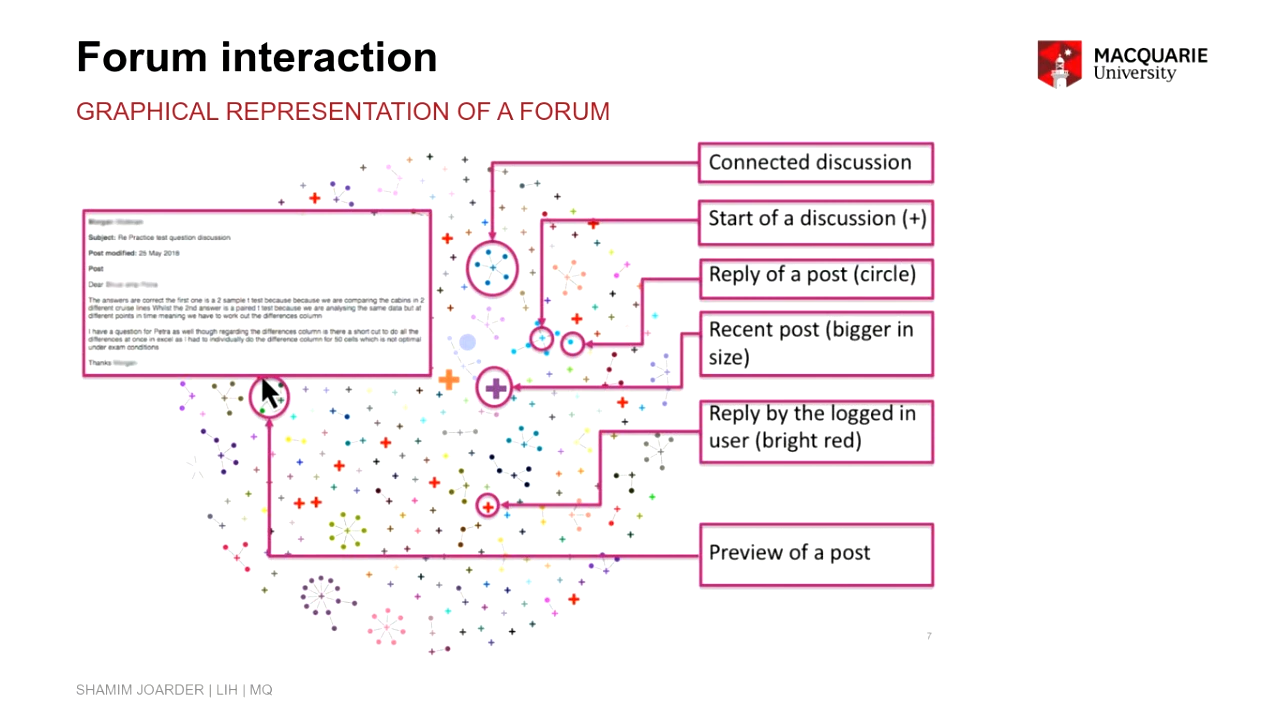 Forum interaction
MACQUARIE
University
GRAPHICAL REPRESENTATION OF A FORUM
Connected discussion
Start of a discussion (+)
Reply of a post (circle)
Recent post (bigger in
size)
Reply by the logged in
user (bright red)
Preview of a post
Morgan
Subject: Re Practice test question discussion
Post modified: 25 May 2018
Post
Dear
The answers are correct the first one is a 2 sample t test because because we are comparing the cabins in 2
different cruise lines Whilst the 2nd answer is a paired t test because we are analysing the same data but at
different points in time meaning we have to work out the differences column
I have a question for Petra as well though regarding the differences column is there a short cut to do all the
differences at once in excel as I had to individually do the difference column for 50 cells which is not optimal
under exam conditions
Thanks Morgan
7
SHAMIM JOARDER | LIH | MQ